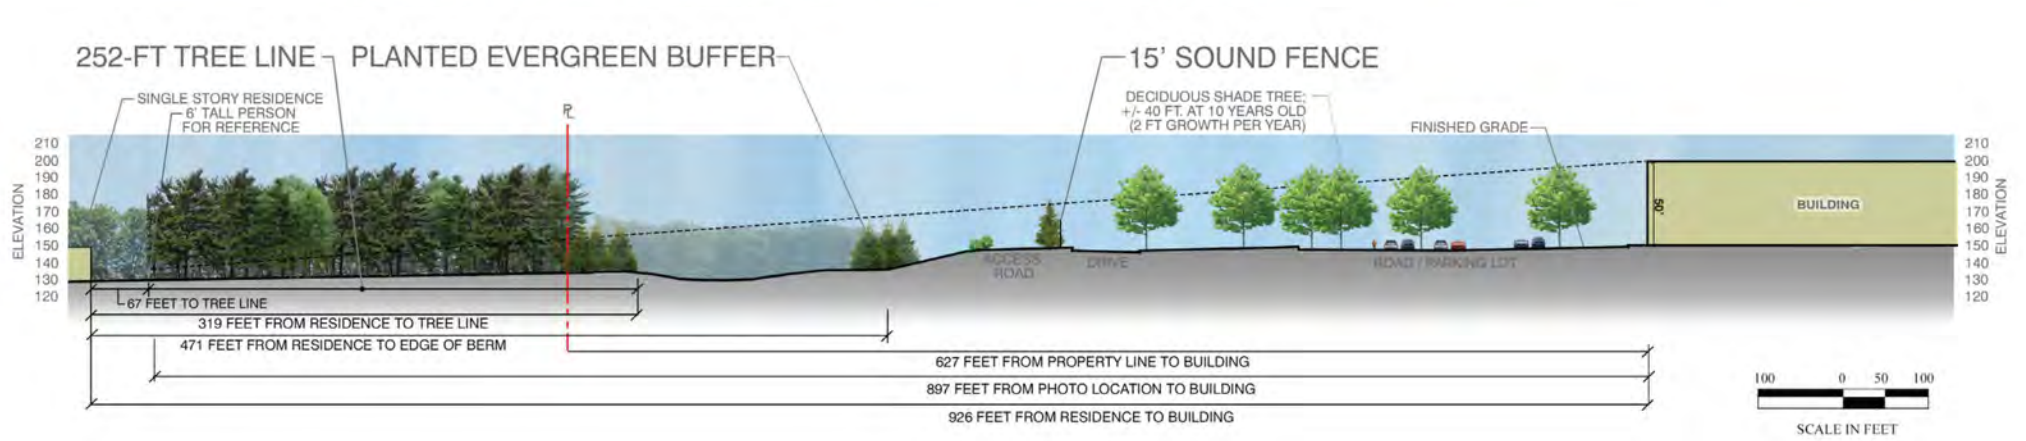 252-FT TREE LINE
PLANTED EVERGREEN BUFFER
15' SOUND FENCE
SINGLE STORY RESIDENCE
6' TALL PERSON
FOR REFERENCE
PL
DECIDUOUS SHADE TREE;
+/- 40 FT. AT 10 YEARS OLD
(2 FT GROWTH PER YEAR)
FINISHED GRADE
210
200
190
180
170
160
150
140
130
120
ELEVATION
50'
BUILDING
210
200
190
180
170
160
150
140
130
120
ELEVATION
ACCESS
ROAD
DRIVE
ROAD / PARKING LOT
67 FEET TO TREE LINE
319 FEET FROM RESIDENCE TO TREE LINE
471 FEET FROM RESIDENCE TO EDGE OF BERM
627 FEET FROM PROPERTY LINE TO BUILDING
897 FEET FROM PHOTO LOCATION TO BUILDING
926 FEET FROM RESIDENCE TO BUILDING
100 0 50 100
SCALE IN FEET